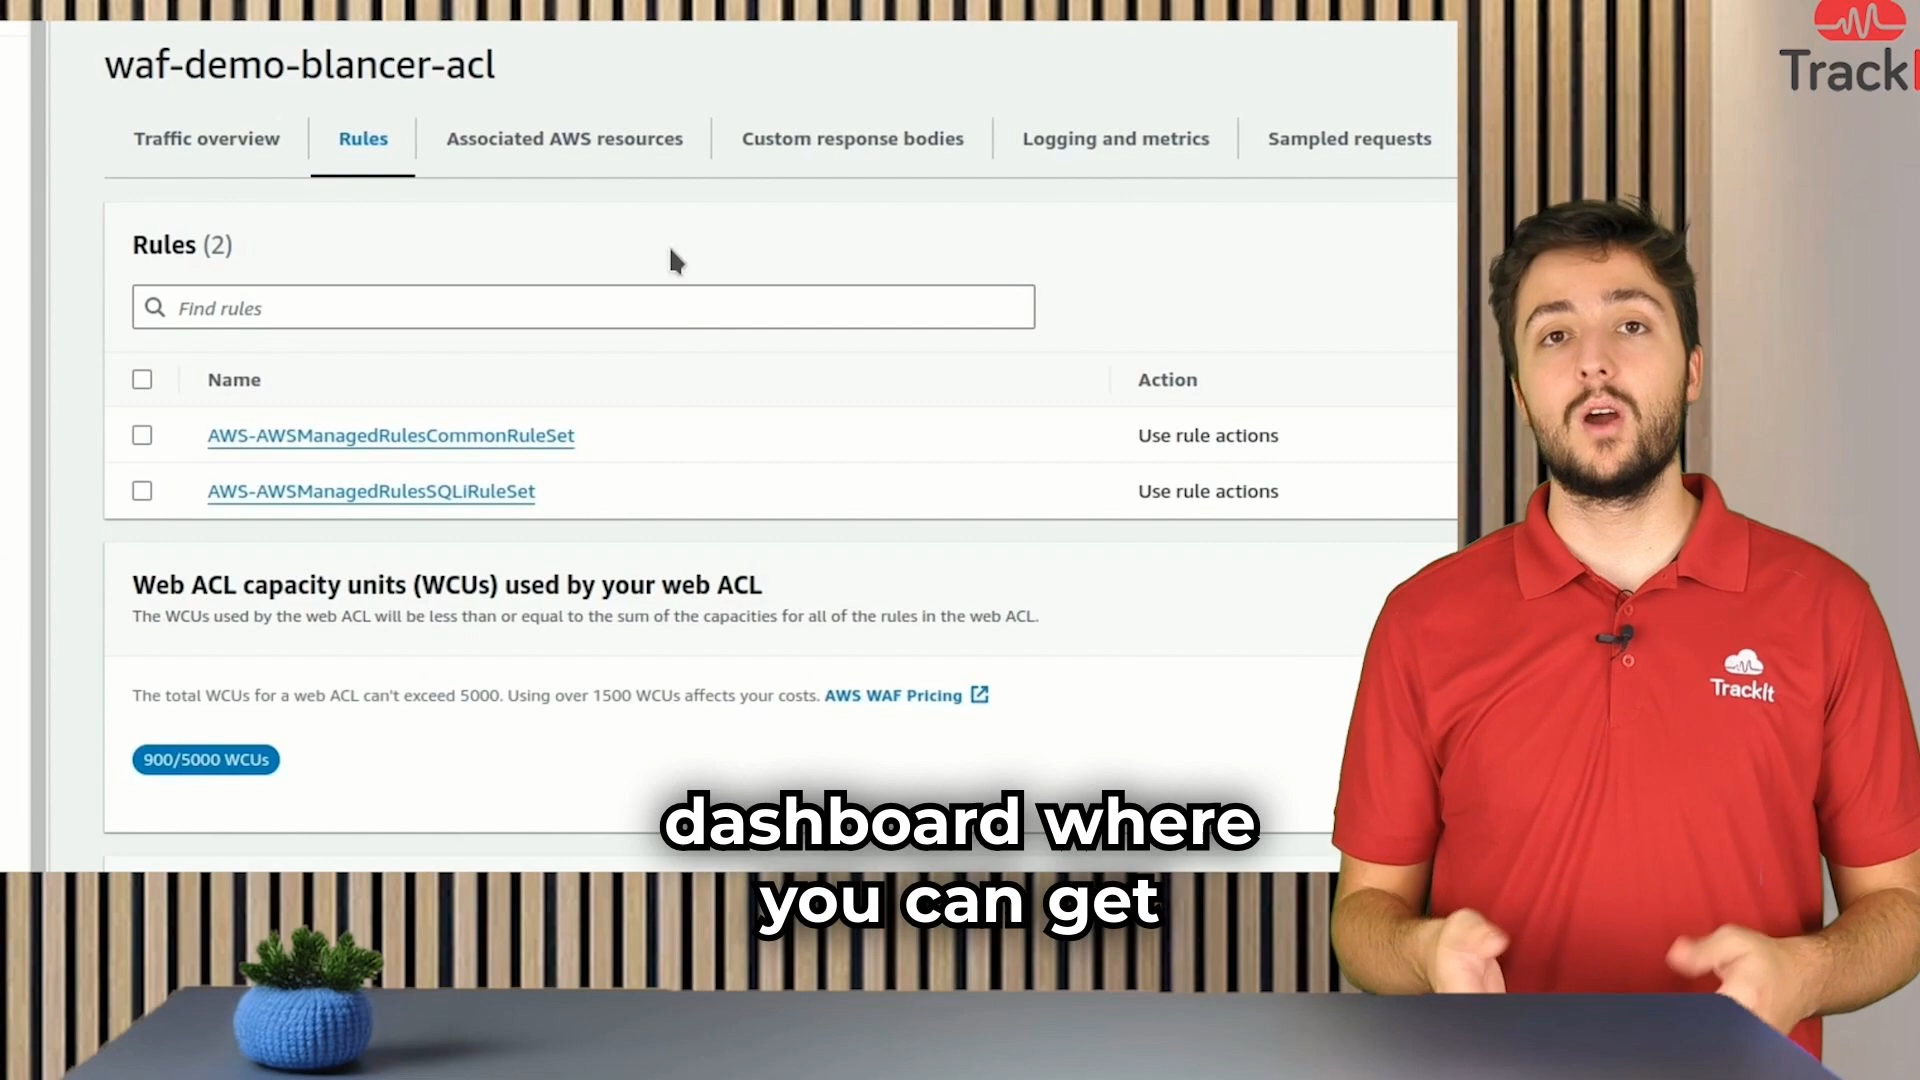 waf-demo-blancer-acl
Traffic overview
Rules
Associated AWS resources
Custom response bodies
Logging and metrics
Sampled requests
Rules (2)
Find rules
Name
Action
AWS-AWSManagedRulesCommonRuleSet
Use rule actions
AWS-AWSManagedRulesSQLiRuleSet
Use rule actions
Web ACL capacity units (WCUs) used by your web ACL
The WCUs used by the web ACL will be less than or equal to the sum of the capacities for all of the rules in the web ACL.
The total WCUs for a web ACL can't exceed 5000. Using over 1500 WCUs affects your costs. AWS WAF Pricing
900/5000 WCUs
dashboard where
you can get
TrackI
TrackIt